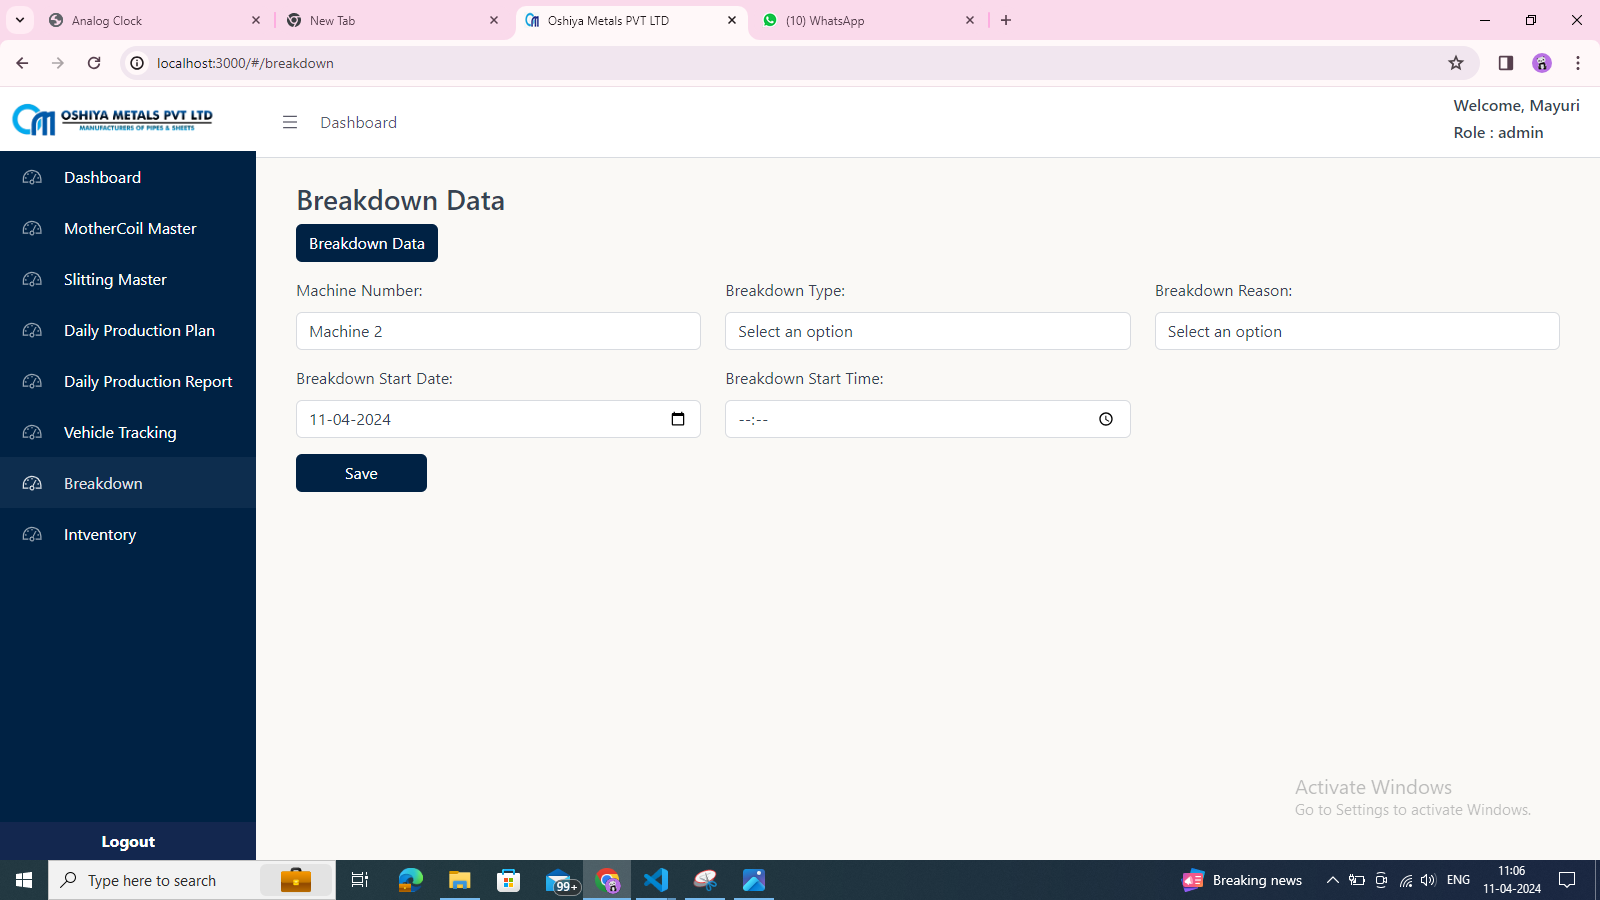 Analog Clock
New Tab
Oshiya Metals PVT LTD
(10) WhatsApp
localhost:3000/#/breakdown
OSHIYA METALS PVT LTD
MANUFACTURERS OF PIPES & SHEETS
Dashboard
Welcome, Mayuri
Role : admin
Dashboard
MotherCoil Master
Slitting Master
Daily Production Plan
Daily Production Report
Vehicle Tracking
Breakdown
Intventory
Logout
Breakdown Data
Breakdown Data
Machine Number:
Machine 2
Breakdown Type:
Select an option
Breakdown Reason:
Select an option
Breakdown Start Date:
11-04-2024
Breakdown Start Time:
--:--
Save
Activate Windows
Go to Settings to activate Windows.
Type here to search
99+
Breaking news
ENG
11:06
11-04-2024